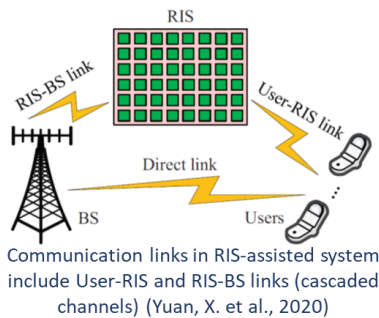 RIS
RIS-BS link
User-RIS link
Direct link
BS
Users
Communication links in RIS-assisted system
include User-RIS and RIS-BS links (cascaded
channels) (Yuan, X. et al., 2020)